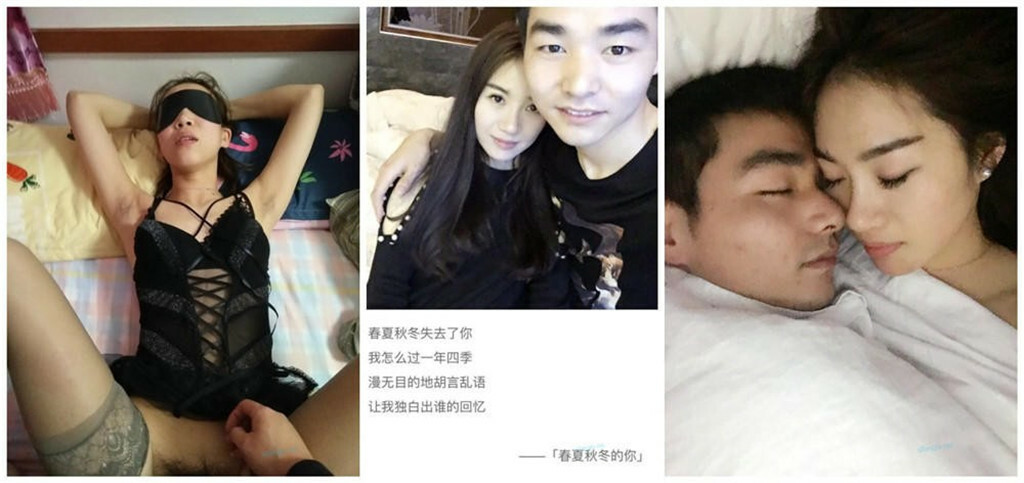 春夏秋冬失去了你
我怎么过一年四季
漫无目的地胡言乱语
让我独白出谁的回忆
——「春夏秋冬的你」